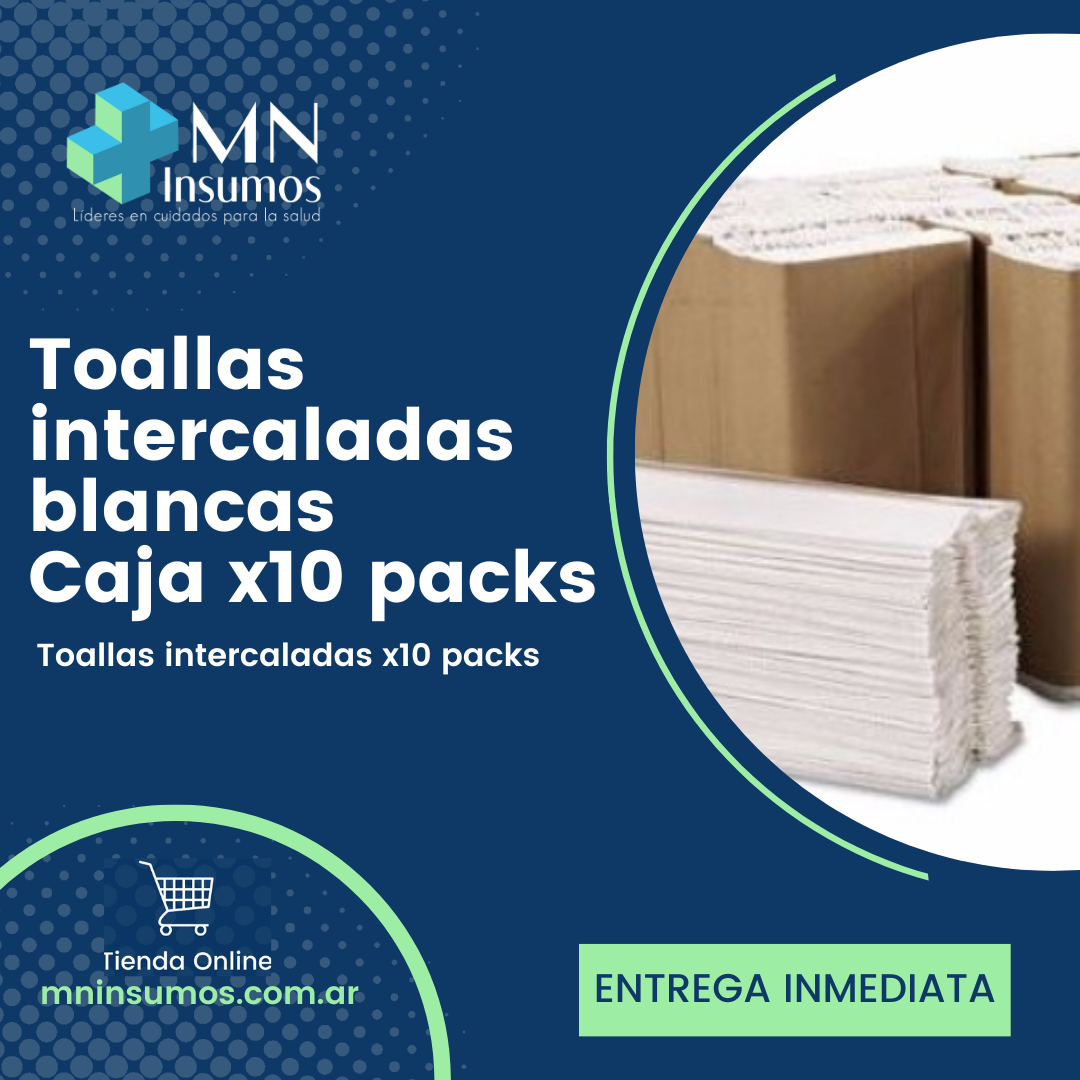 MN
Insumos
Líderes en cuidados para la salud
Toallas
intercaladas
blancas
Caja x10 packs
Toallas intercaladas x10 packs
Tienda Online
mninsumos.com.ar
ENTREGA INMEDIATA